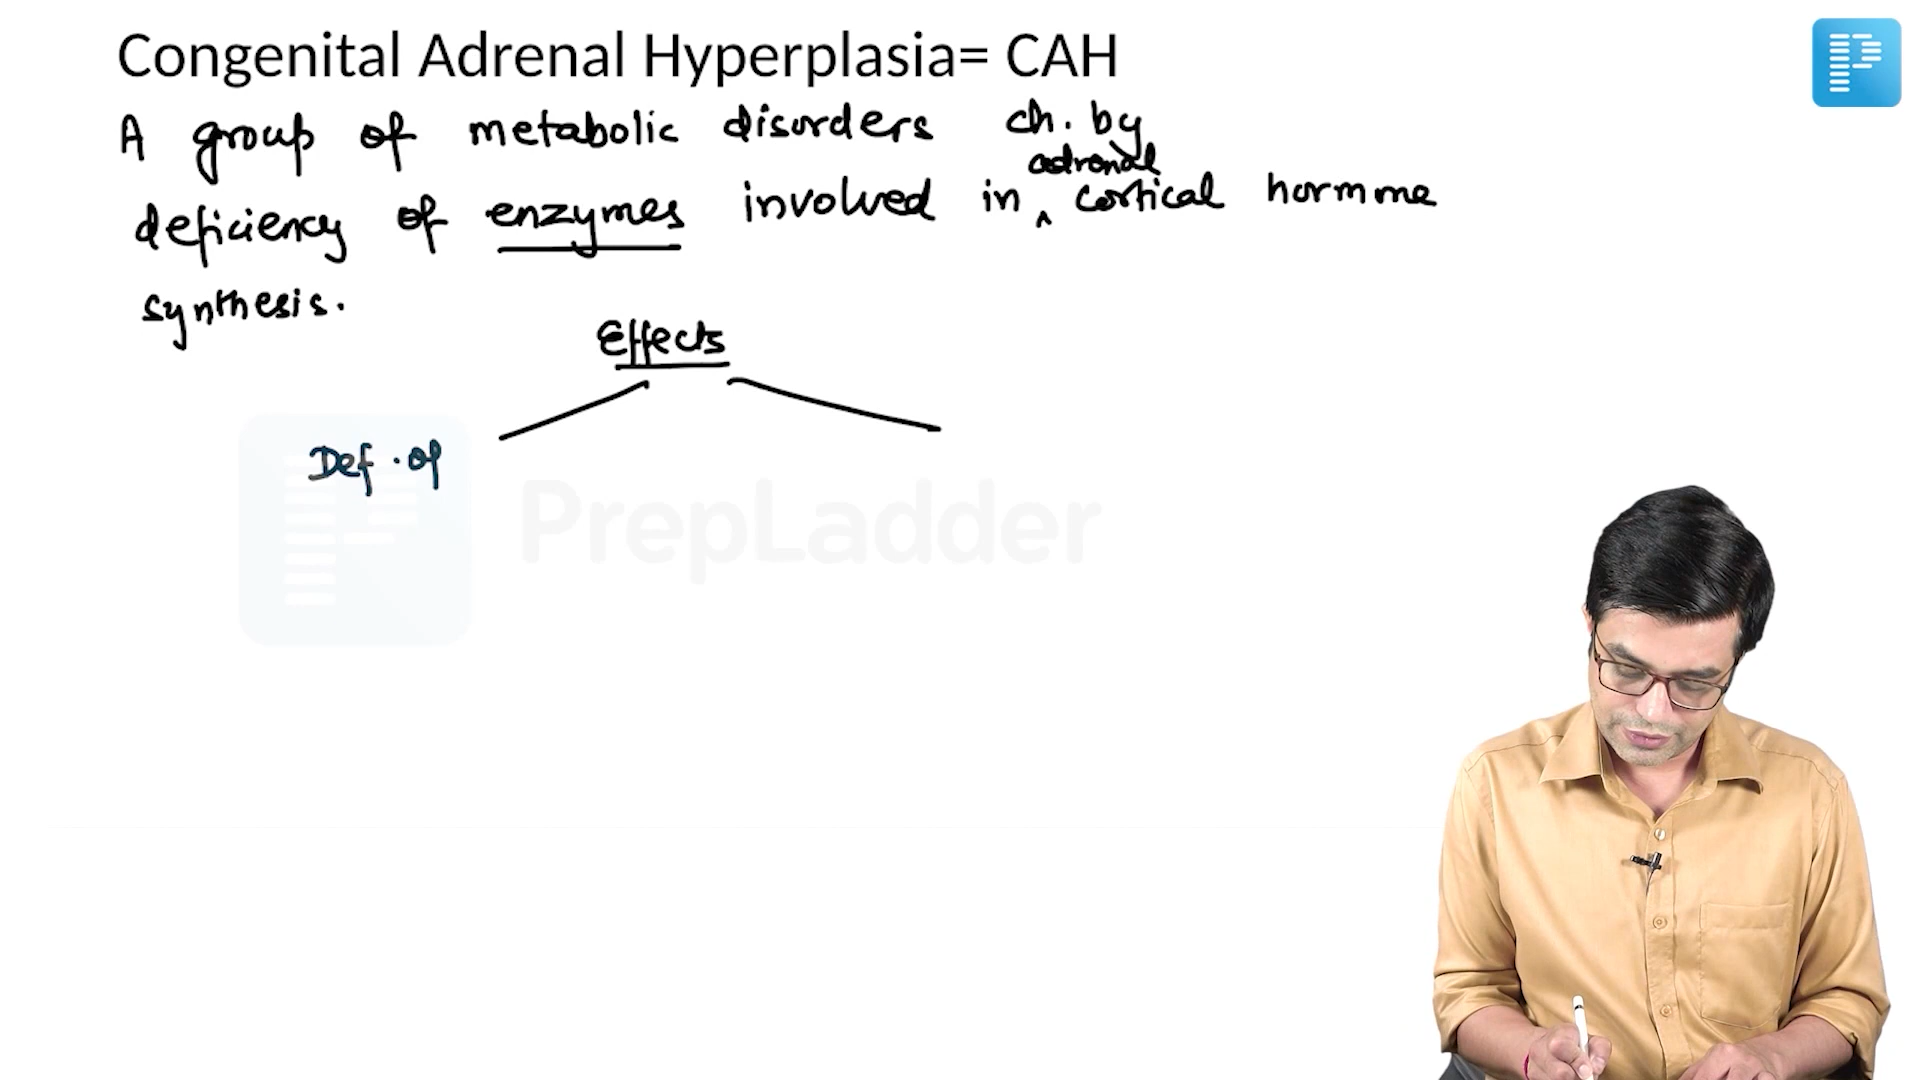 Congenital Adrenal Hyperplasia= CAH
A group of metabolic disorders ch. by
deficiency of enzymes involved in ^ adrenal cortical hormone
synthesis.
Effects
Def. of
PrepLadder